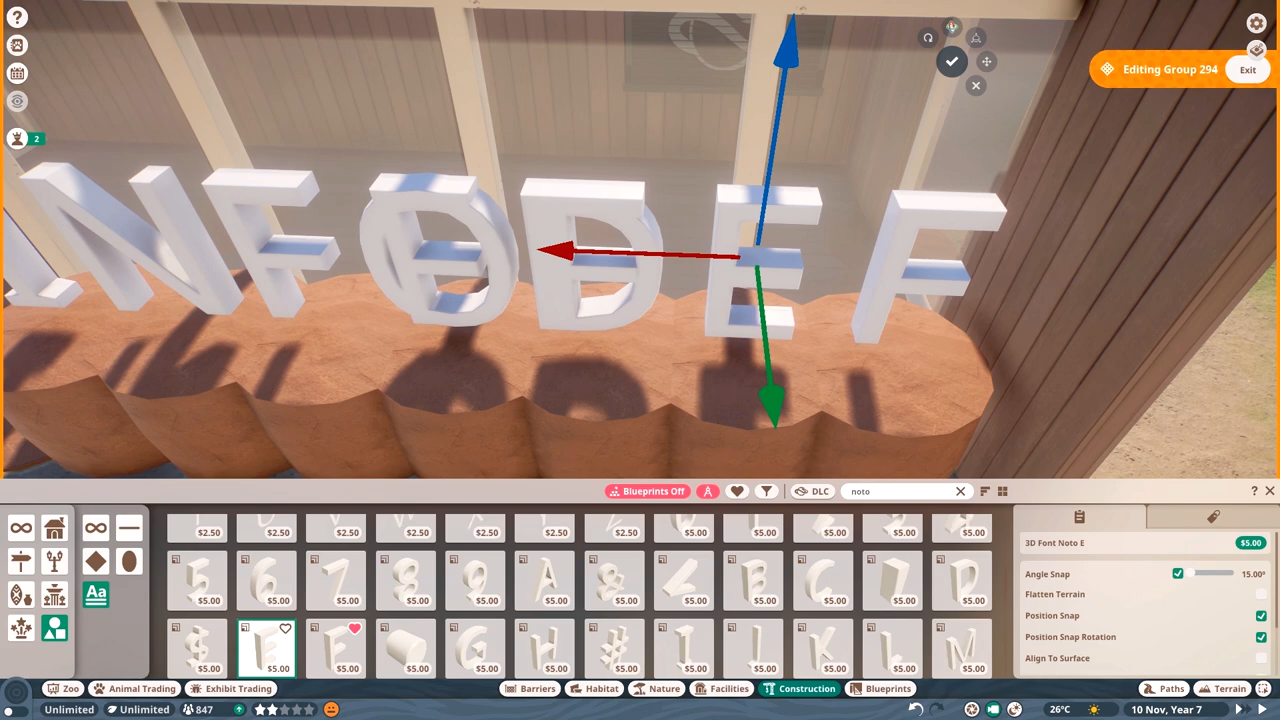 Editing Group 294 Exit
2
N F O D E F
Blueprints Off DLC noto
$2.50 $2.50 $2.50 $2.50 $2.50 $2.50 $2.50 $5.00 $5.00 $5.00 $5.00 $5.00
$5.00 $5.00 $5.00 $5.00 $5.00 $5.00 $5.00 $5.00 $5.00 $5.00 $5.00 $5.00
$5.00 $5.00 $5.00 $5.00 $5.00 $5.00 $5.00 $5.00 $5.00 $5.00 $5.00 $5.00
Aa
3D Font Noto E $5.00
Angle Snap 15.00°
Flatten Terrain
Position Snap
Position Snap Rotation
Align To Surface
Zoo Animal Trading Exhibit Trading Barriers Habitat Nature Facilities Construction Blueprints Paths Terrain
Unlimited Unlimited 847 26°C 10 Nov, Year 7